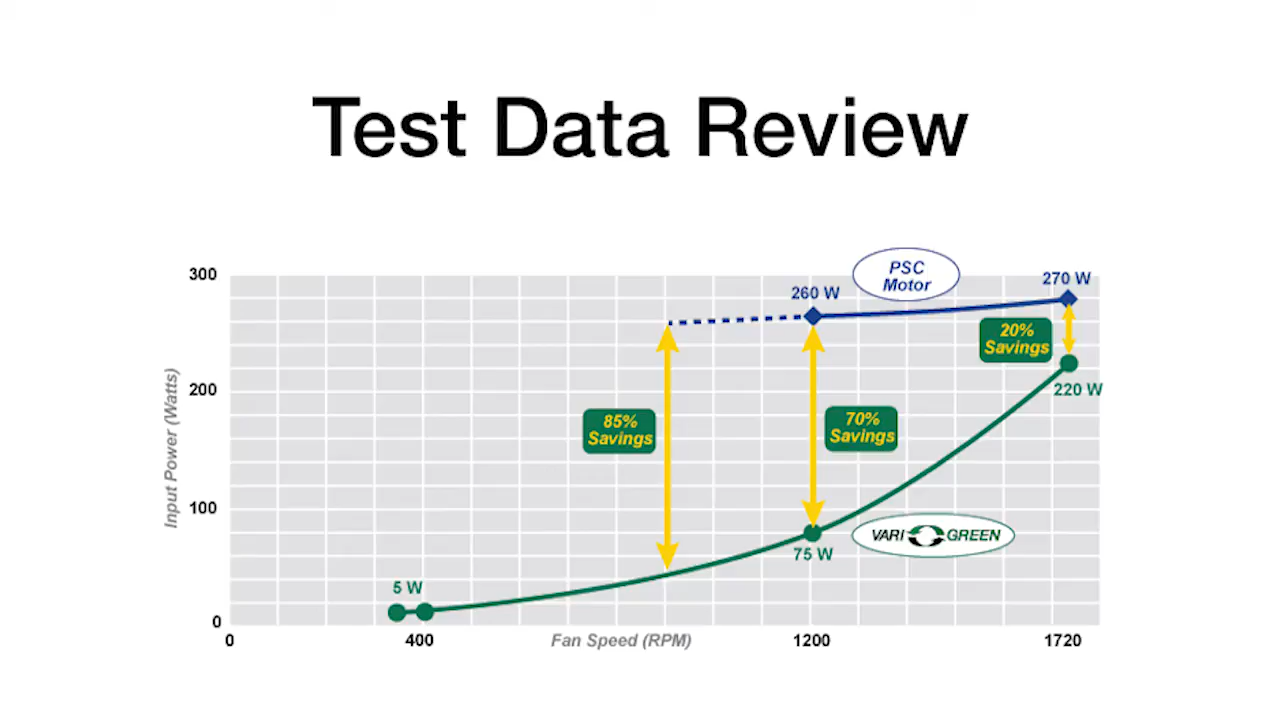 Test Data Review
300
200
100
0
Input Power (Watts)
PSC
Motor
260 W
270 W
20%
Savings
220 W
85%
Savings
70%
Savings
VARI GREEN
75 W
5 W
0
400
Fan Speed (RPM)
1200
1720